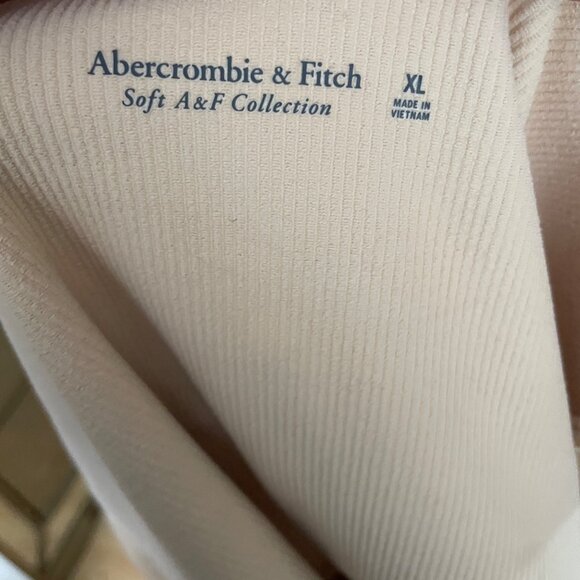 Abercrombie & Fitch
Soft A&F Collection
XL
MADE IN
VIETNAM